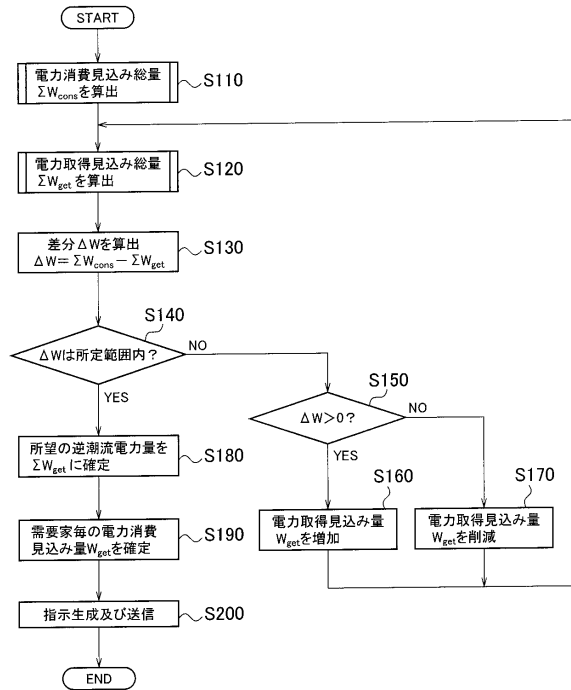 START
電力消費見込み総量
ΣWconsを算出
S110
電力取得見込み総量
ΣWget を算出
S120
差分ΔWを算出
ΔW=ΣWcons−ΣWget
S130
S140
ΔWは所定範囲内?
NO
YES
S150
ΔW>0?
NO
YES
所望の逆潮流電力量を
ΣWgetに確定
S180
S160
電力取得見込み量
Wgetを増加
S170
電力取得見込み量
Wgetを削減
需要家毎の電力消費
見込み量Wgetを確定
S190
指示生成及び送信
S200
END